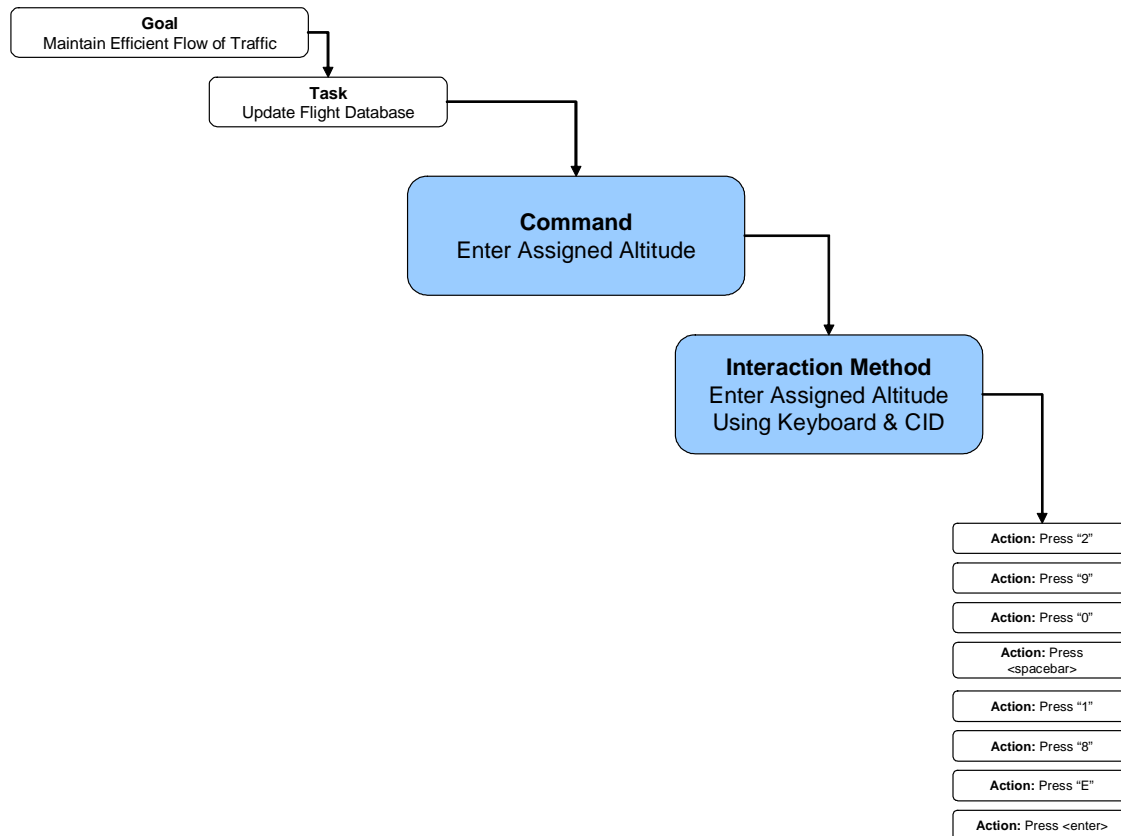 Goal
Maintain Efficient Flow of Traffic
Task
Update Flight Database
Command
Enter Assigned Altitude
Interaction Method
Enter Assigned Altitude
Using Keyboard & CID
Action: Press “2”
Action: Press “9”
Action: Press “0”
Action: Press
<spacebar>
Action: Press “1”
Action: Press “8”
Action: Press “E”
Action: Press <enter>